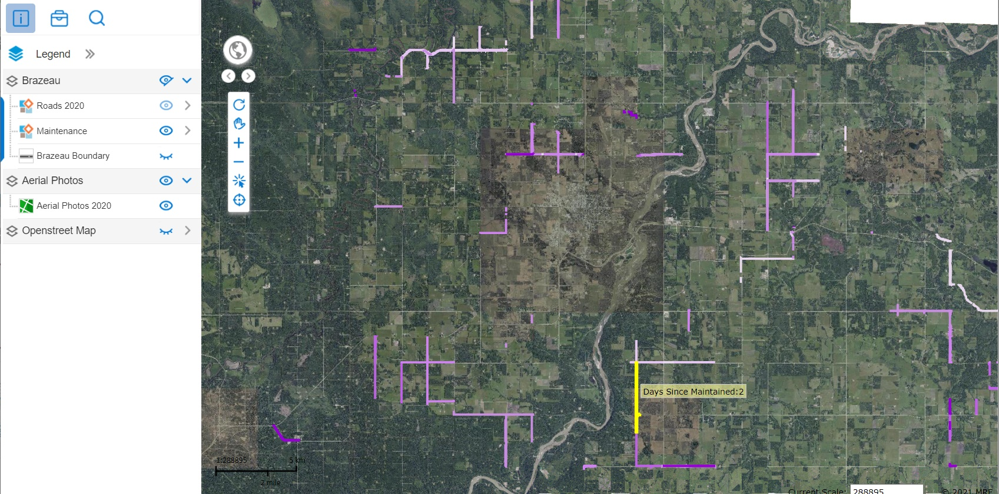 Legend
Brazeau
Roads 2020
Maintenance
Brazeau Boundary
Aerial Photos
Aerial Photos 2020
Openstreet Map
Days Since Maintained:2
1:288895
5 km
2 mile
Current Scale: 288895
© 2021 MRF